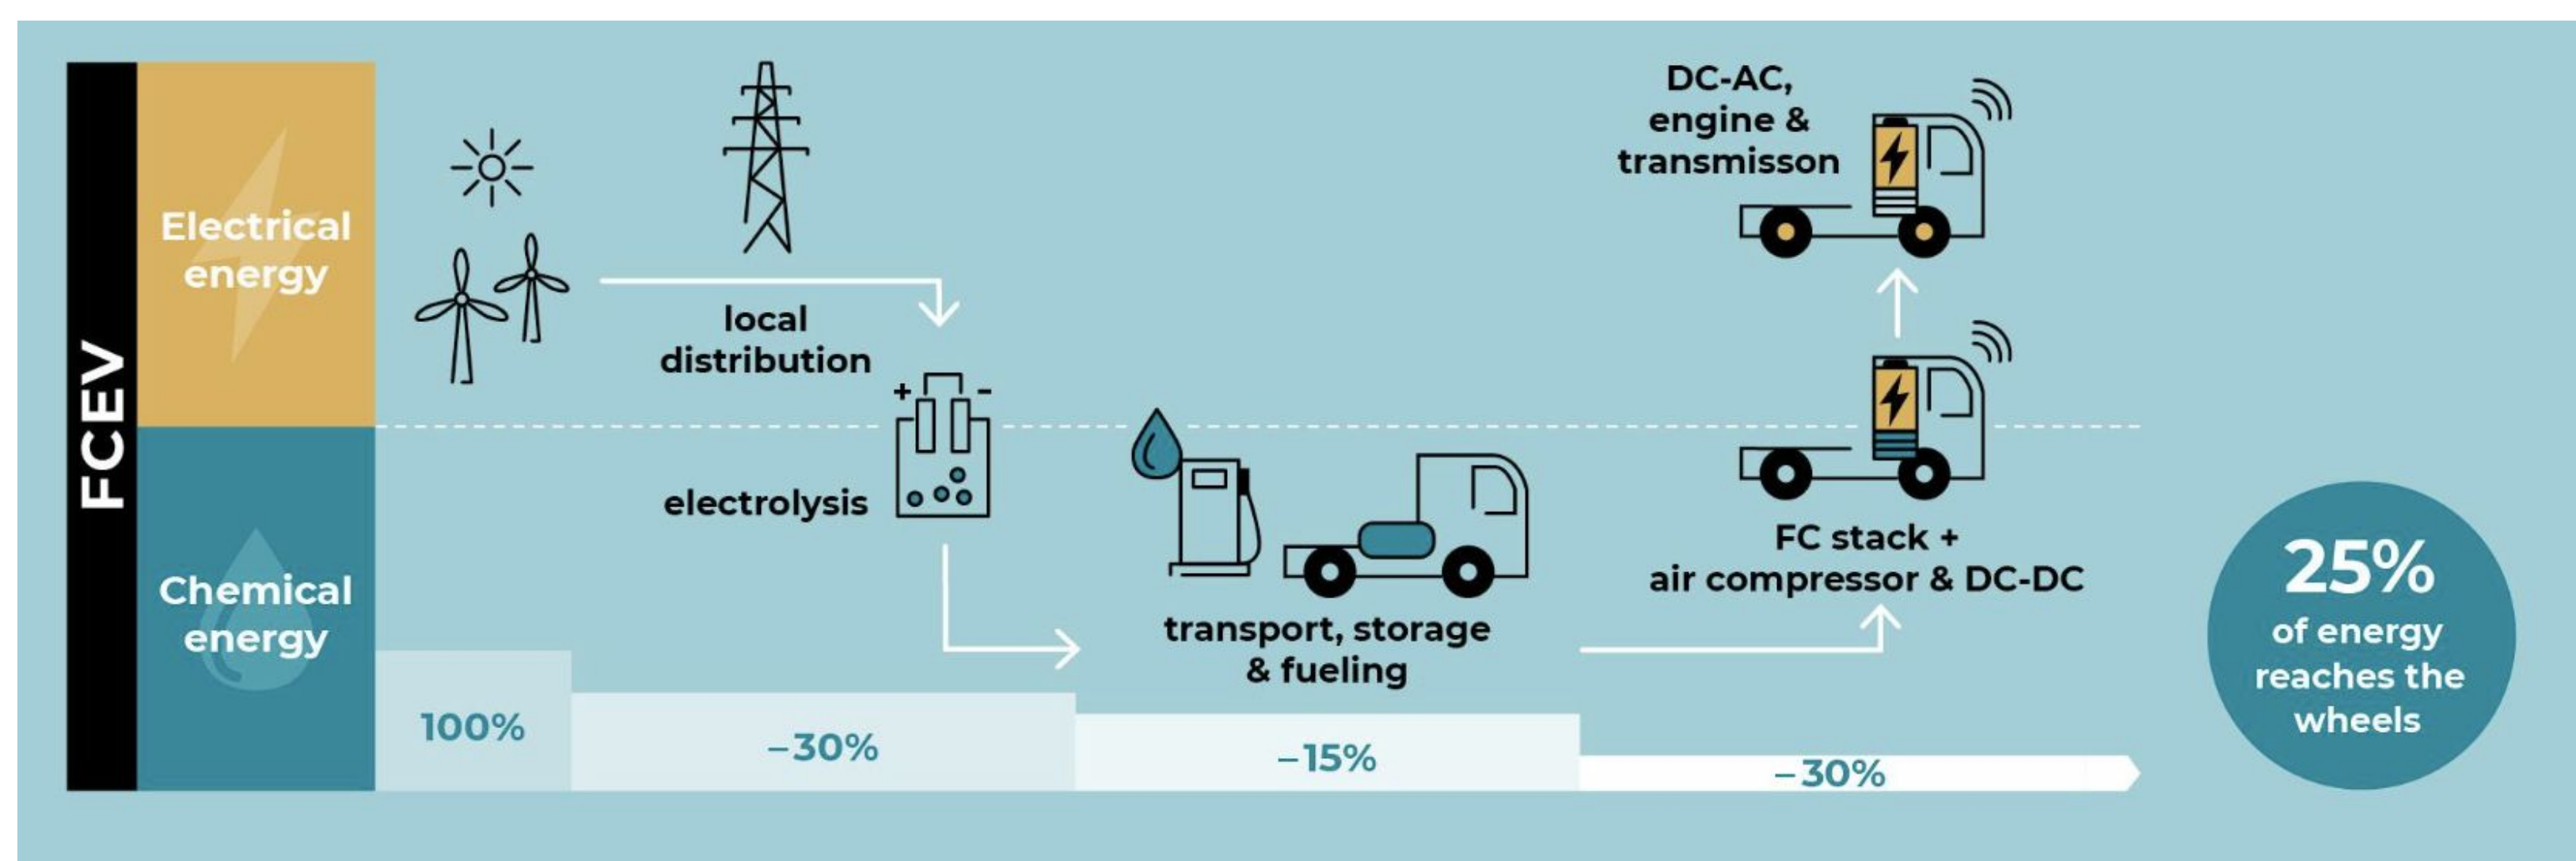 FCEV
Electrical
energy
Chemical
energy
local
distribution
+ –
electrolysis
transport, storage
& fueling
DC-AC,
engine &
transmisson
FC stack +
air compressor & DC-DC
100%
–30%
–15%
–30%
25%
of energy
reaches the
wheels